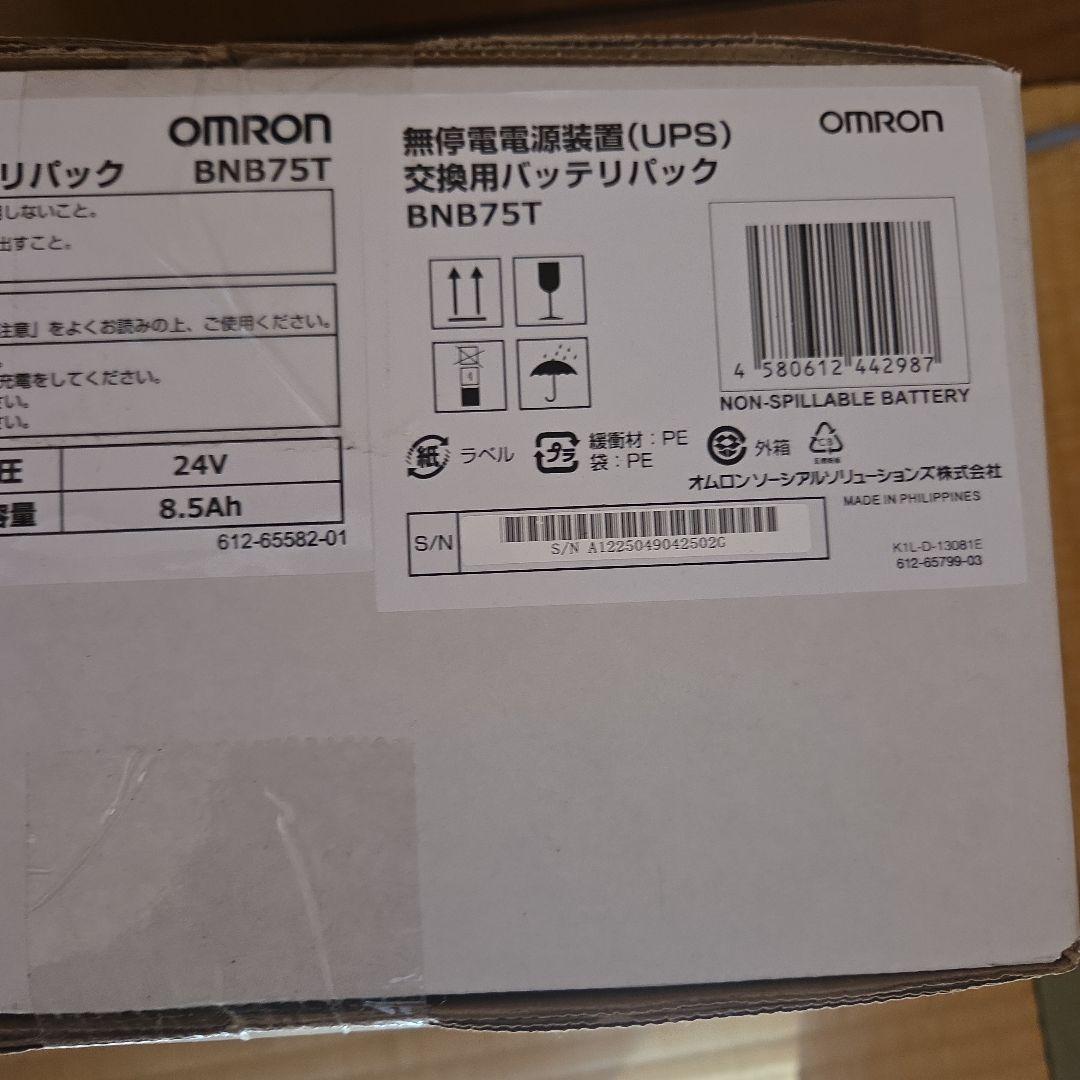 OMRON
リパック BNB75T
用しないこと。
出すこと。
注意」をよくお読みの上、ご使用ください。
充電をしてください。
さい。
さい。
圧 24V
容量 8.5Ah
612-65582-01
OMRON
無停電電源装置(UPS)
交換用バッテリパック
BNB75T
4 580612 442987
NON-SPILLABLE BATTERY
紙 ラベル
プラ 緩衝材:PE
袋:PE
外箱
オムロンソーシアルソリューションズ株式会社
MADE IN PHILIPPINES
S/N
S/N A1225049042502G
K1L-D-13081E
612-65799-03